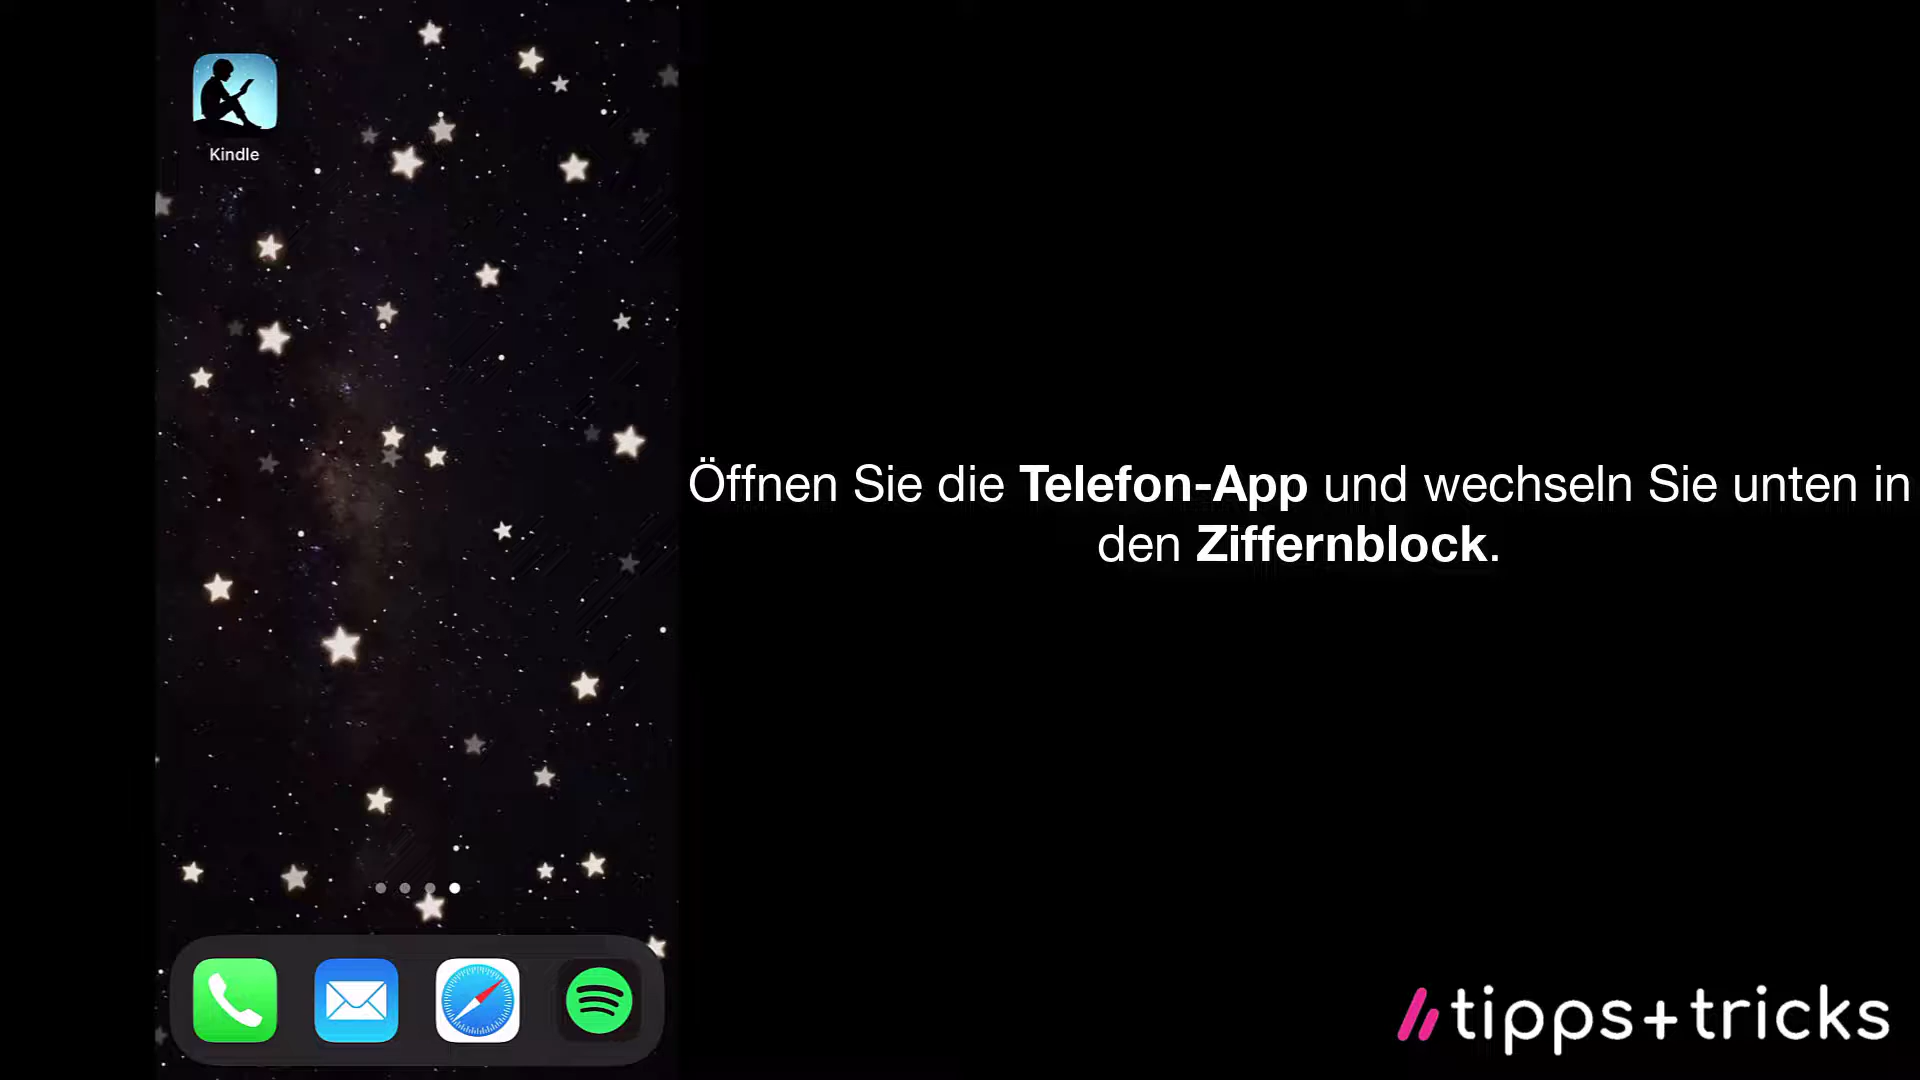 Kindle
Öffnen Sie die Telefon-App und wechseln Sie unten in
den Ziffernblock.
tipps+tricks